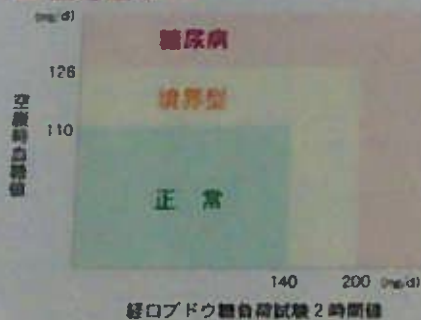 (mg/dl)
糖尿病
126
境界型
110
空腹時血糖値
正 常
140
200 (mg/dl)
経口ブドウ糖負荷試験2時間値